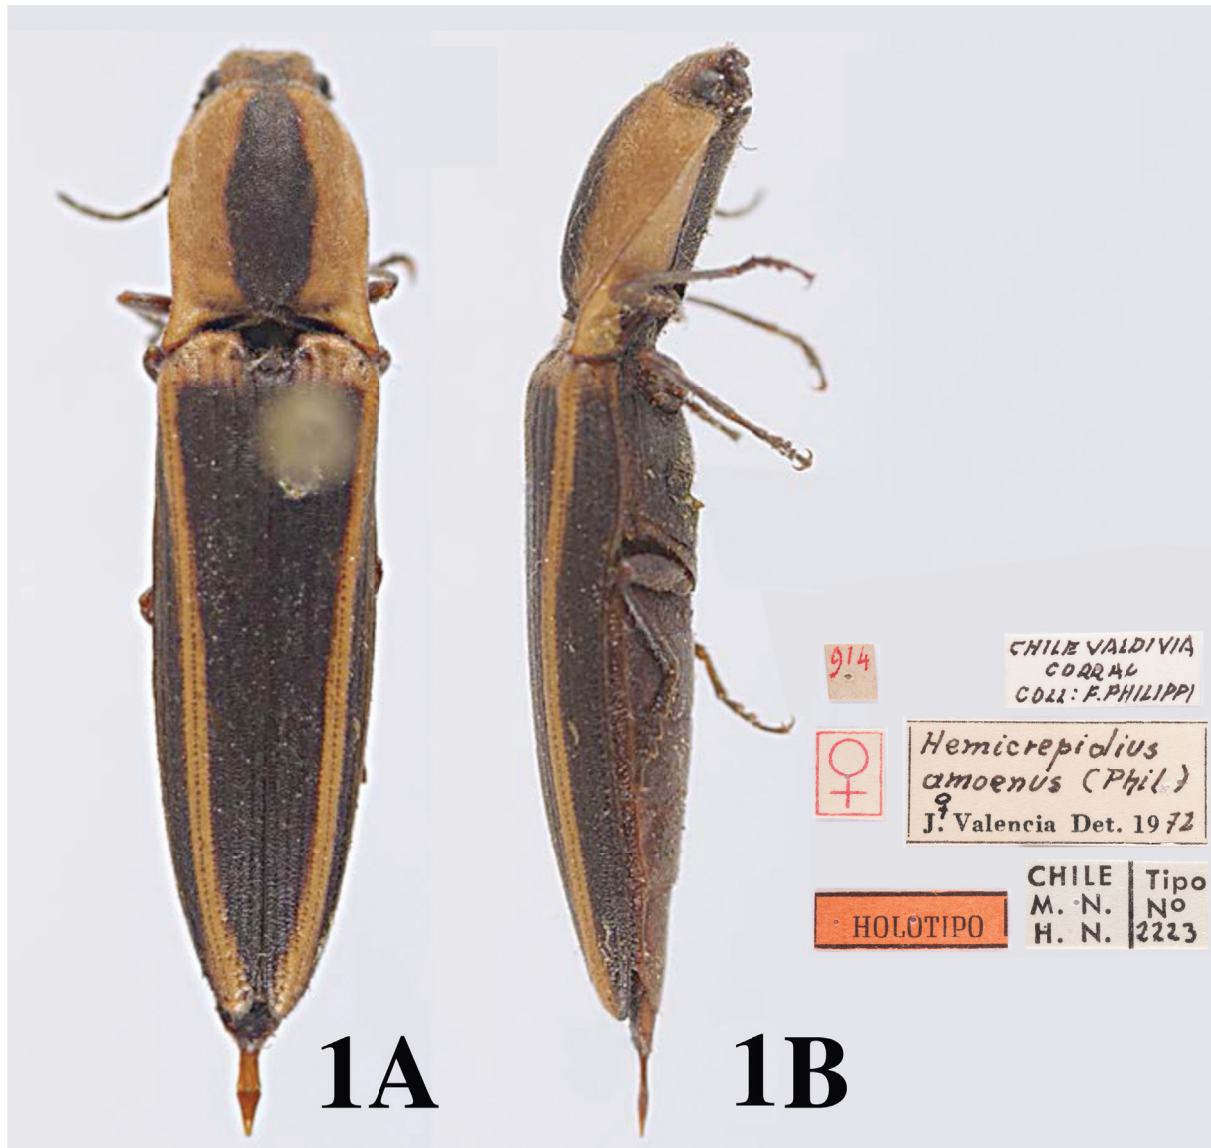 914
CHILE VALDIVIA
CORRAL
COLL: F. PHILIPPI
♀
Hemicrepidius
amoenus (Phil.)
♀
J. Valencia Det. 1972
HOLOTIPO
CHILE
M. N.
H. N.
Tipo
Nº
2223
1A
1B